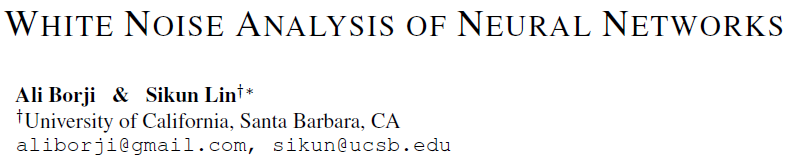 WHITE NOISE ANALYSIS OF NEURAL NETWORKS
Ali Borji & Sikun Lin†*
†University of California, Santa Barbara, CA
aliborji@gmail.com, sikun@ucsb.edu